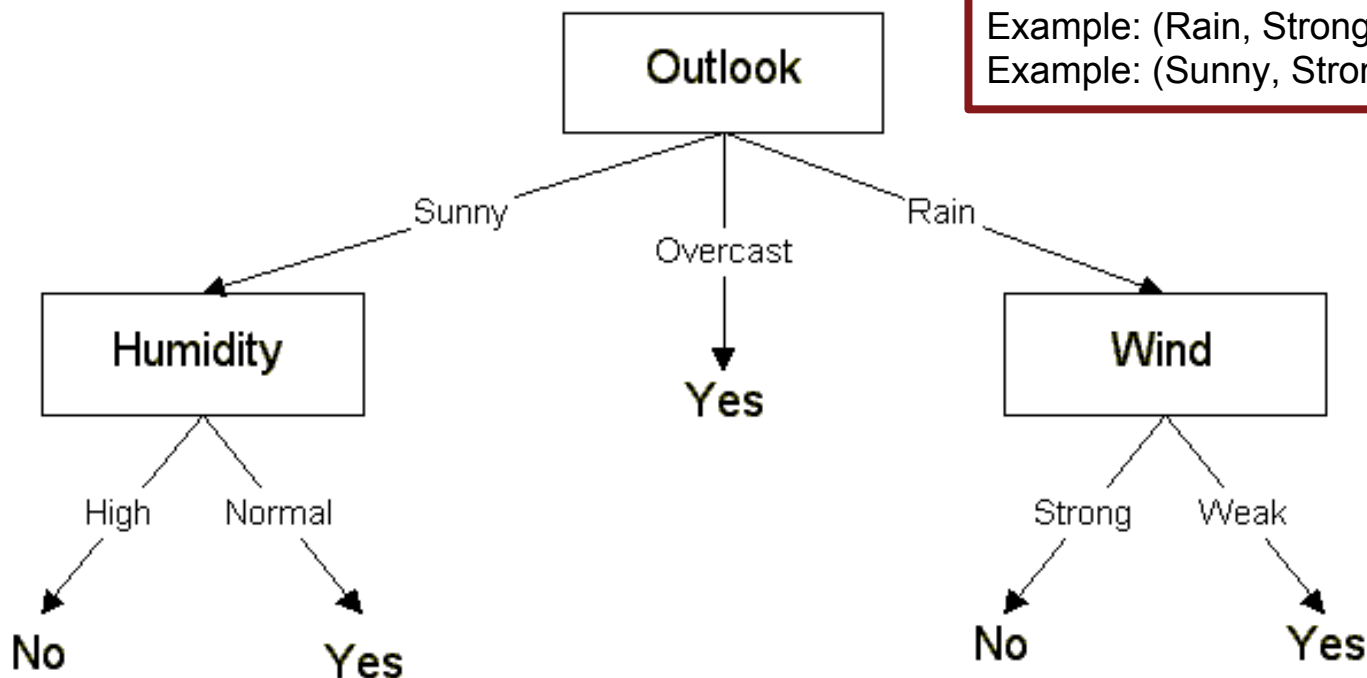 Example: (Rain, Strong
Example: (Sunny,
Outlook
Sunny
Overcast
Rain
Humidity
Yes
Wind
High
Normal
Strong
Weak
No
Yes
No
Yes